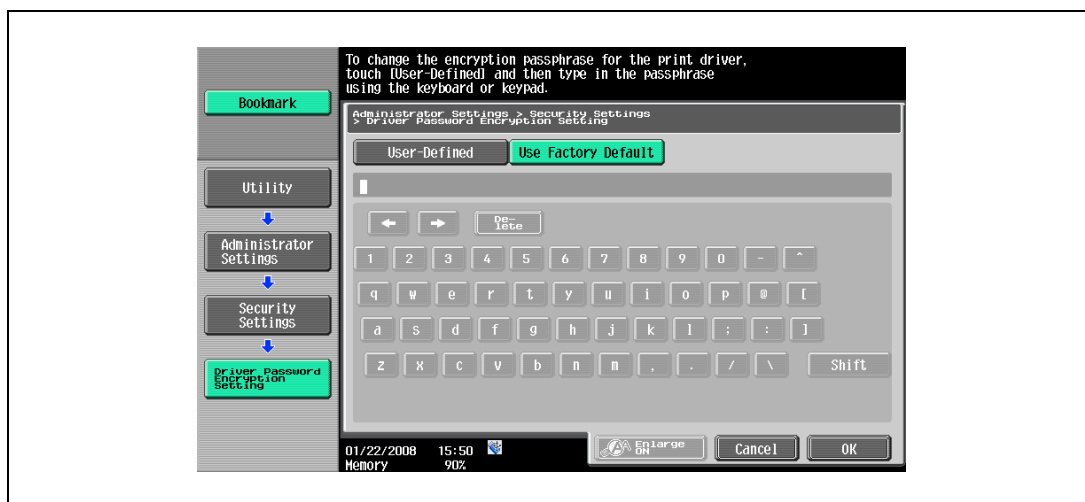 To change the encryption passphrase for the print driver,
touch [User-Defined] and then type in the passphrase
using the keyboard or keypad.
Bookmark
Administrator Settings > Security Settings
> Driver Password Encryption Setting
User-Defined Use Factory Default
Utility
Administrator
Settings
Security
Settings
Driver Password
Encryption
Setting
← → De-
lete
1 2 3 4 5 6 7 8 9 0 - ^
q w e r t y u i o p @ [
a s d f g h j k l ; : ]
z x c v b n m , . / \ Shift
01/22/2008 15:50
Memory 90%
Enlarge
ON
Cancel OK